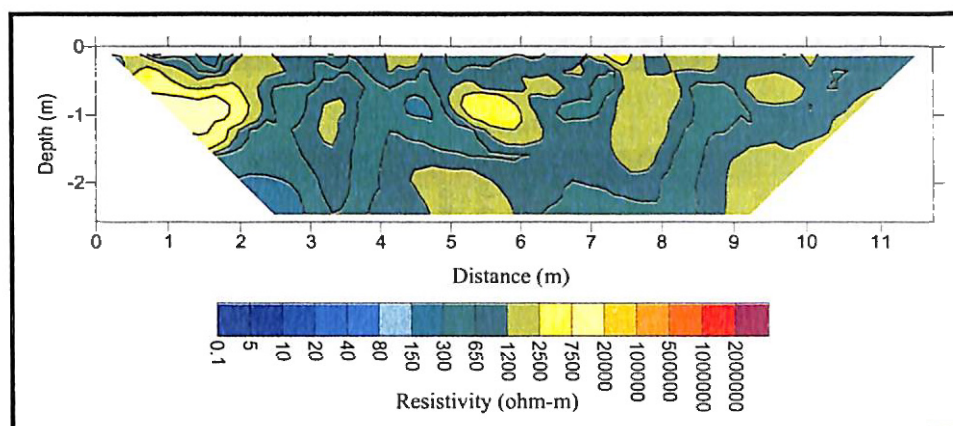 0
-1
-2
Depth (m)
0 1 2 3 4 5 6 7 8 9 10 11
Distance (m)
0.1 5 10 20 40 80 150 300 650 1200 2500 7500 20000 100000 500000 1000000 2000000
Resistivity (ohm-m)